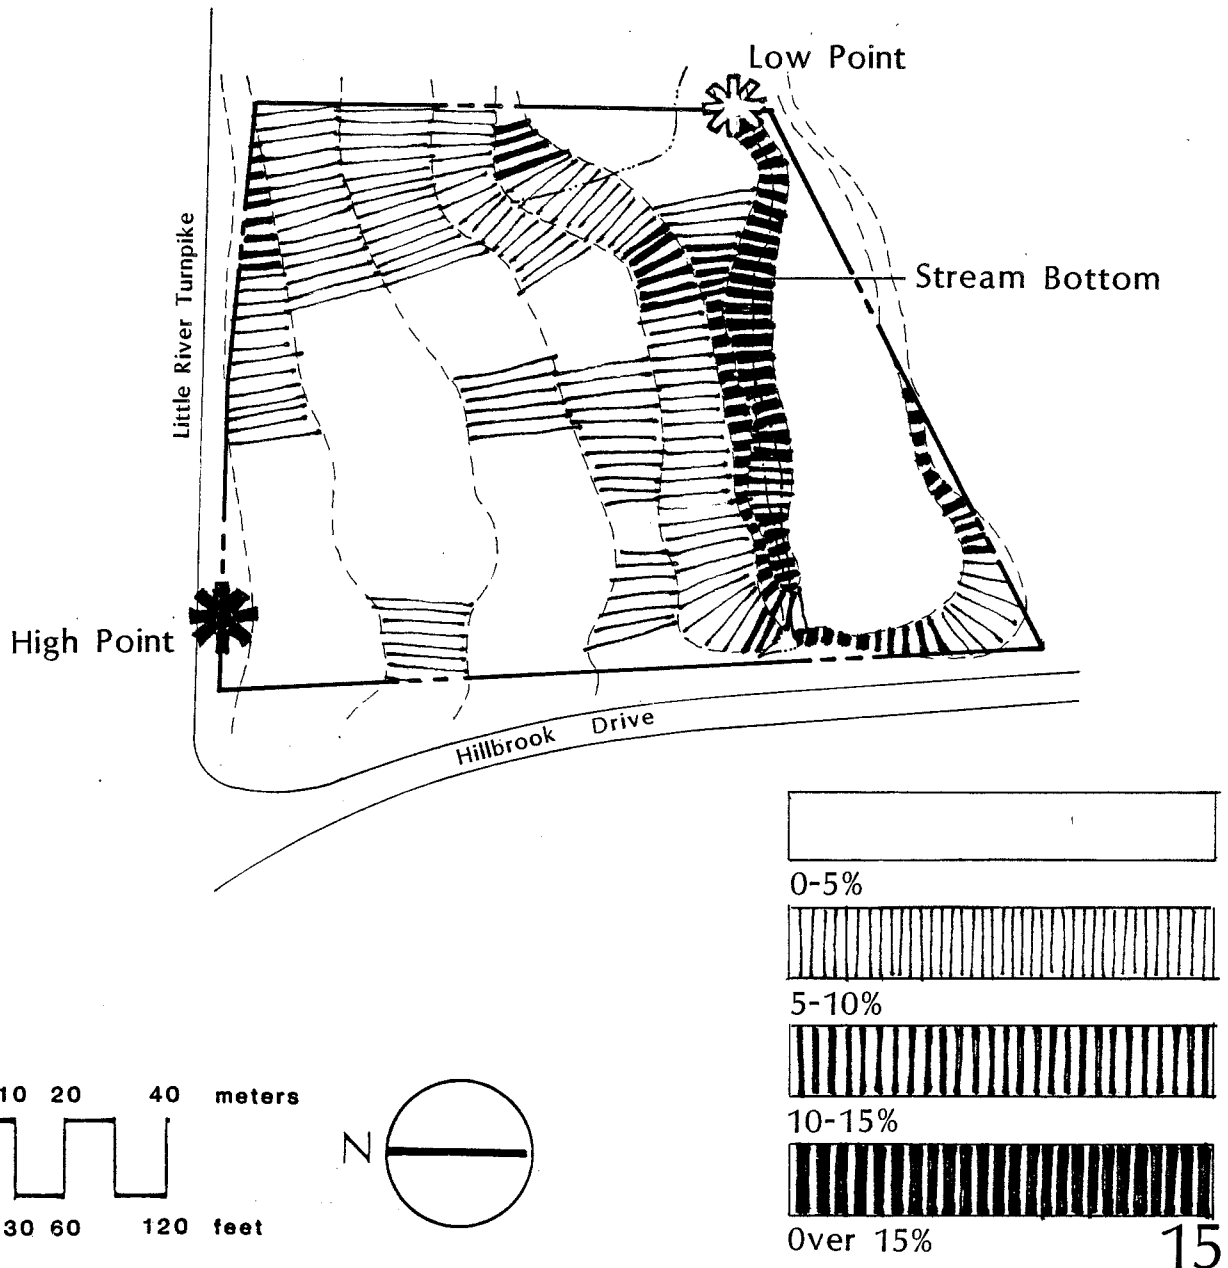 Low Point
Little River Turnpike
Stream Bottom
High Point
Hillbrook Drive
0-5%
5-10%
10-15%
Over 15%
10 20 40 meters
30 60 120 feet
N
15